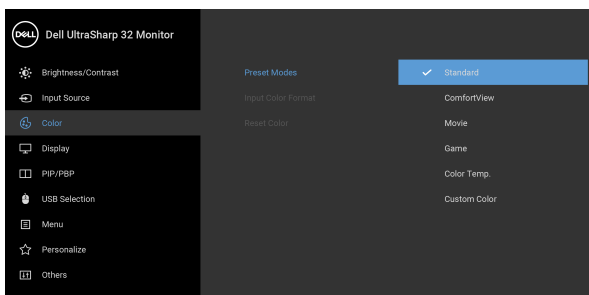 DELL Dell UltraSharp 32 Monitor
Brightness/Contrast
Input Source
Color
Display
PIP/PBP
USB Selection
Menu
Personalize
Others
Preset Modes
Input Color Format
Reset Color
Standard
ComfortView
Movie
Game
Color Temp.
Custom Color